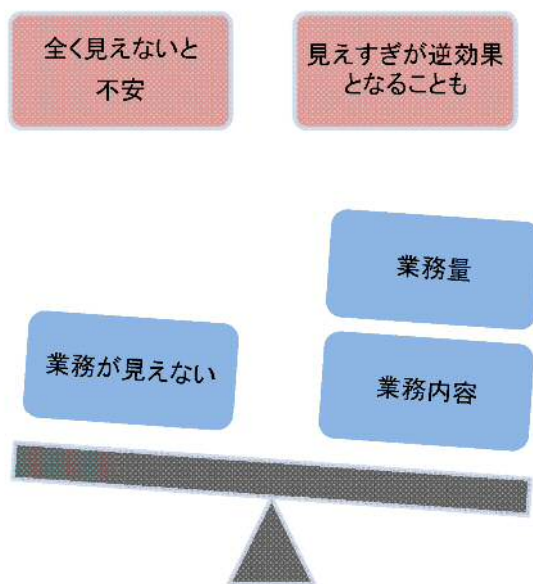 全く見えないと
不安
見えすぎが逆効果
となることも
業務量
業務が見えない
業務内容